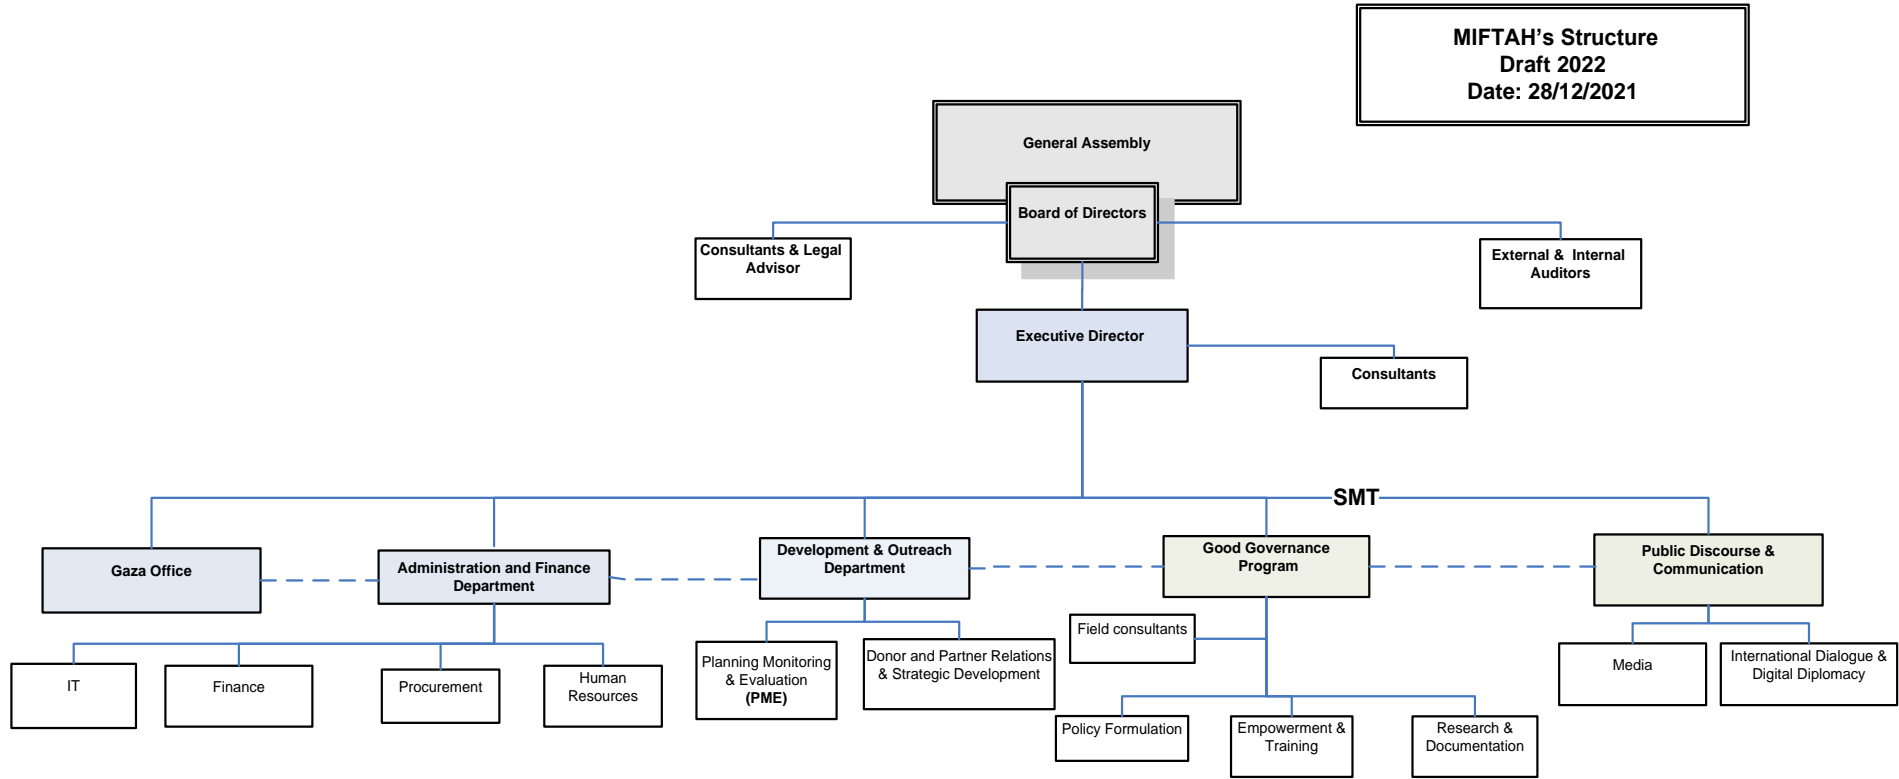 MIFTAH's Structure
Draft 2022
Date: 28/12/2021
General Assembly
Board of Directors
Consultants & Legal
Advisor
External & Internal
Auditors
Executive Director
Consultants
SMT
Gaza Office
Administration and Finance
Department
Development & Outreach
Department
Good Governance
Program
Public Discourse &
Communication
IT
Finance
Procurement
Human
Resources
Planning Monitoring
& Evaluation
(PME)
Donor and Partner Relations
& Strategic Development
Field consultants
Policy Formulation
Empowerment &
Training
Research &
Documentation
Media
International Dialogue &
Digital Diplomacy